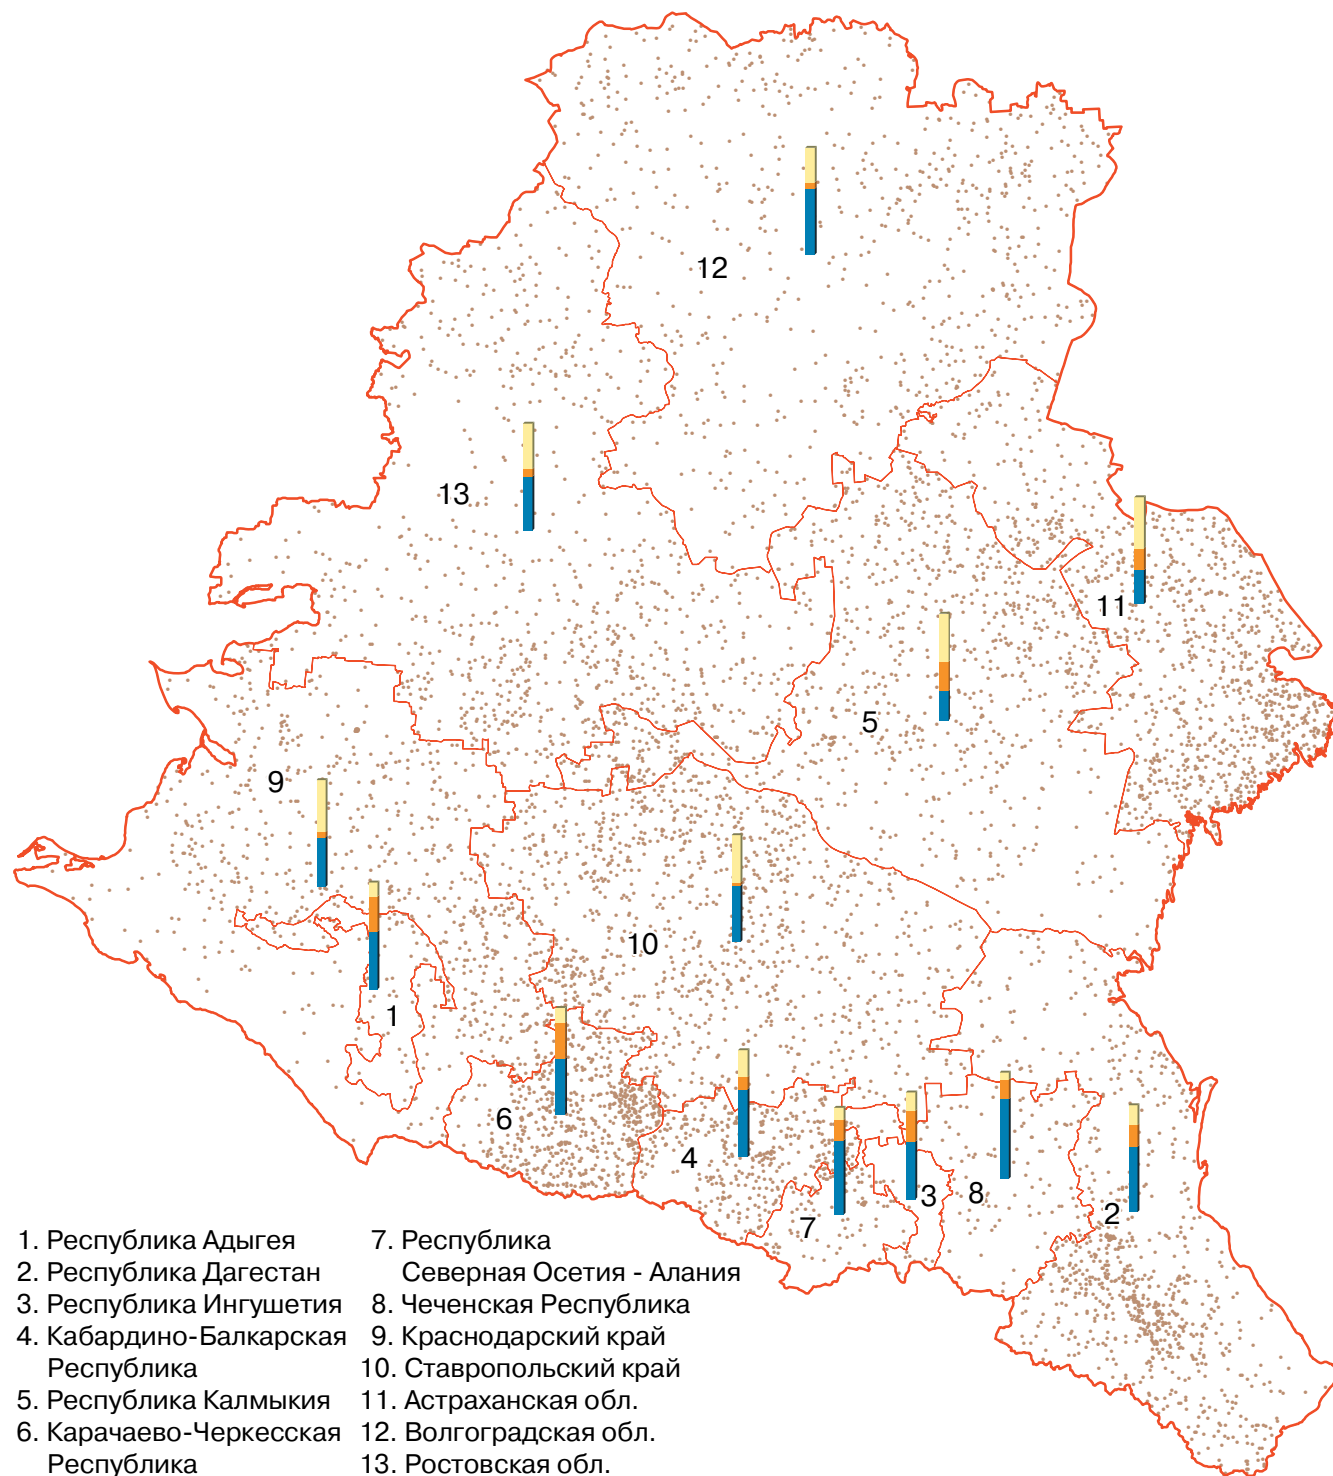 12
13
11
5
9
10
1
6
4
3
8
2
7
1. Республика Адыгея
2. Республика Дагестан
3. Республика Ингушетия
4. Кабардино-Балкарская
Республика
5. Республика Калмыкия
6. Карачаево-Черкесская
Республика
7. Республика
Северная Осетия - Алания
8. Чеченская Республика
9. Краснодарский край
10. Ставропольский край
11. Астраханская обл.
12. Волгоградская обл.
13. Ростовская обл.